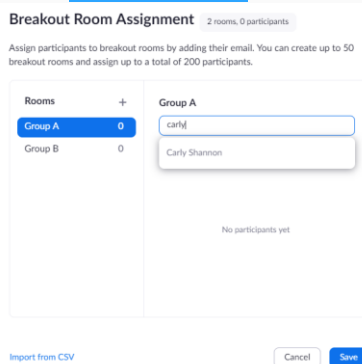 Breakout Room Assignment 2 rooms, 0 participants
Assign participants to breakout rooms by adding their email. You can create up to 50
breakout rooms and assign up to a total of 200 participants.
Rooms +
Group A 0
Group B 0
Group A
carly
Carly Shannon
No participants yet
Import from CSV
Cancel
Save